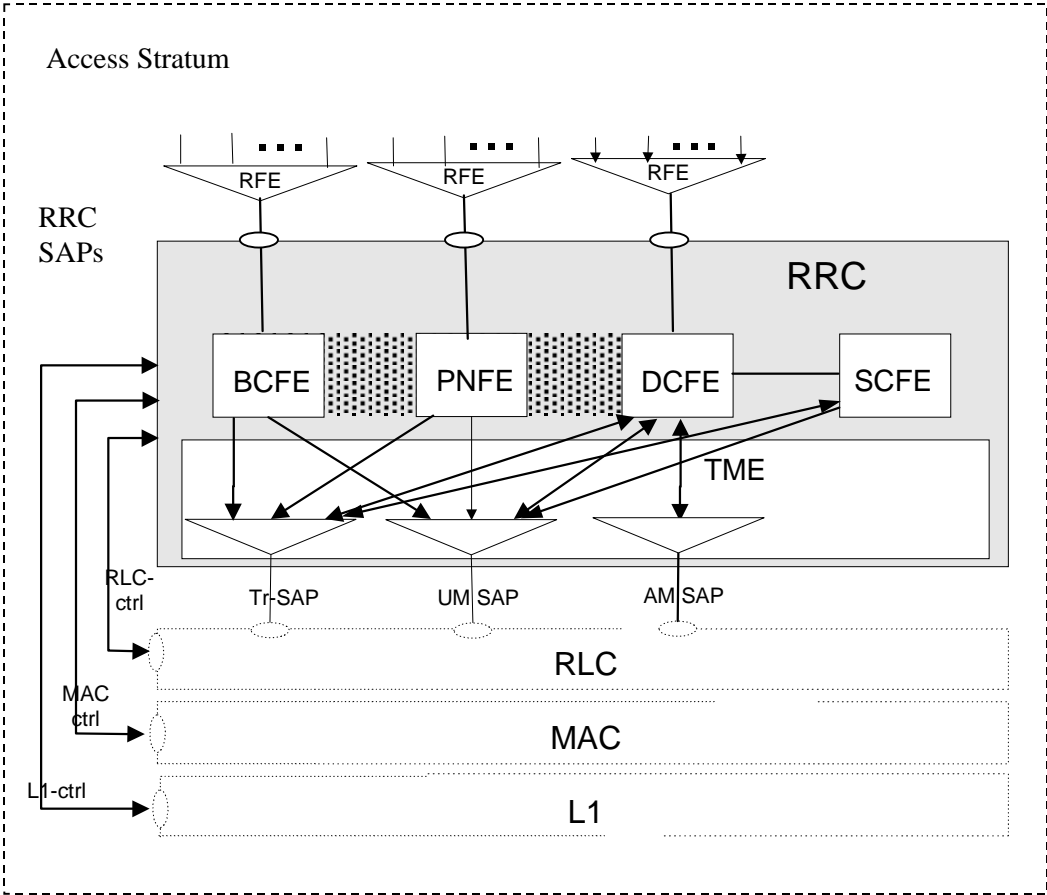 Access Stratum
RFE
RFE
RFE
RRC
SAPs
RRC
BCFE
PNFE
DCFE
SCFE
TME
RLC-
ctrl
Tr-SAP
UM SAP
AM SAP
RLC
MAC
ctrl
MAC
L1-ctrl
L1